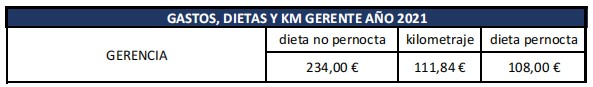 GASTOS, DIETAS Y KM GERENTE AÑO 2021
GERENCIA
dieta no pernocta kilometraje dieta pernocta
234,00 € 111,84 € 108,00 €